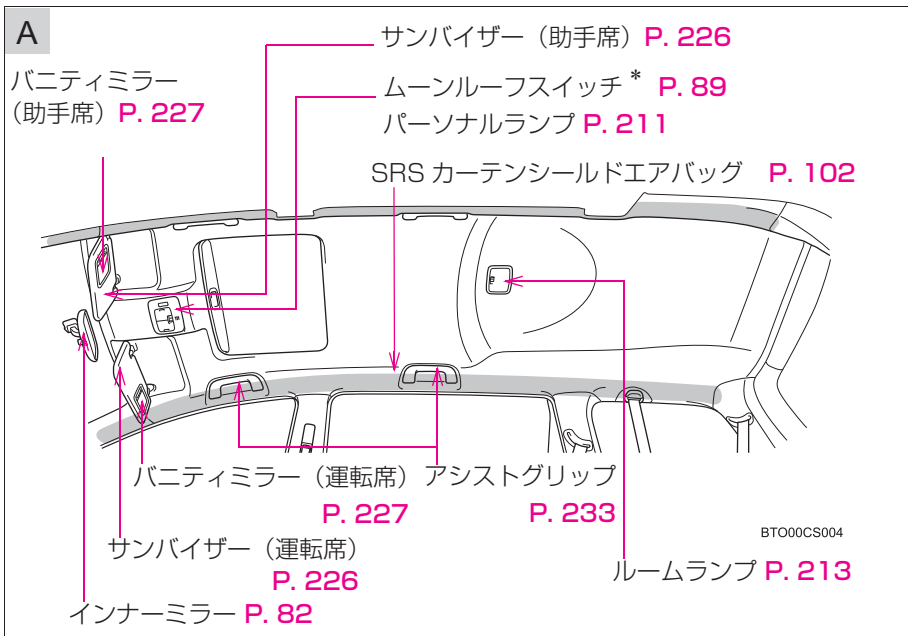 A
サンバイザー（助手席）P. 226
バニティミラー
（助手席）P. 227
ムーンルーフスイッチ* P. 89
パーソナルランプ P. 211
SRS カーテンシールドエアバッグ P. 102
バニティミラー（運転席）
P. 227
アシストグリップ
P. 233
BTO00CS004
サンバイザー（運転席）
P. 226
ルームランプ P. 213
インナーミラー P. 82